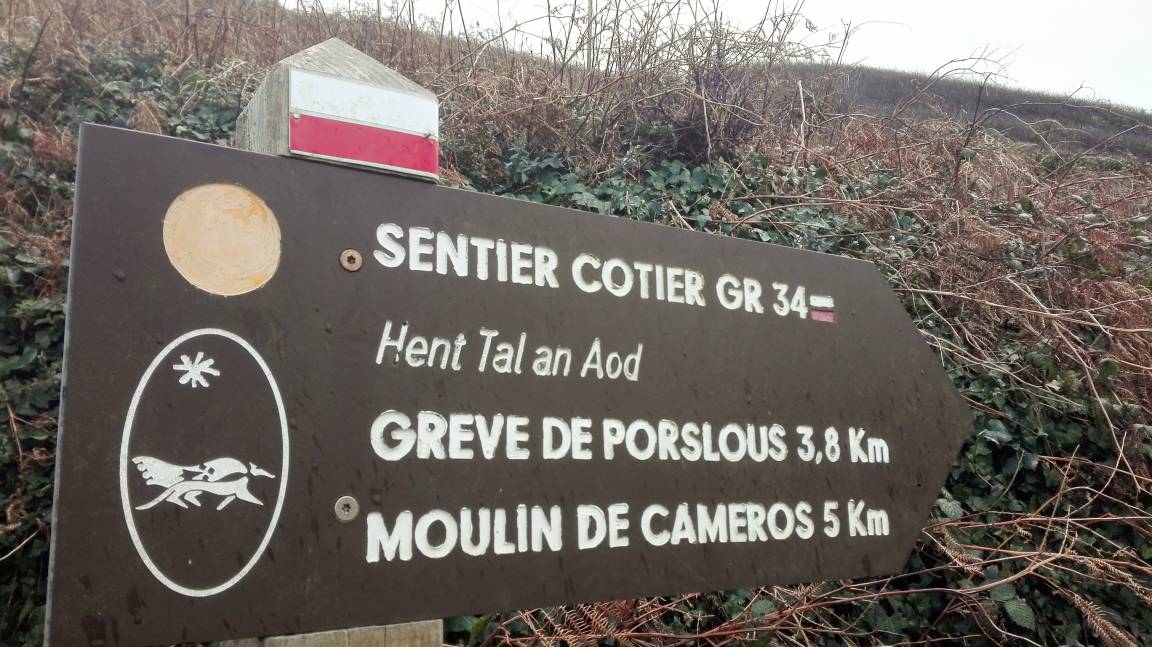 SENTIER COTIER GR 34
Hent Tal an Aod
GREVE DE PORSLOUS 3,8 Km
MOULIN DE CAMEROS 5 Km